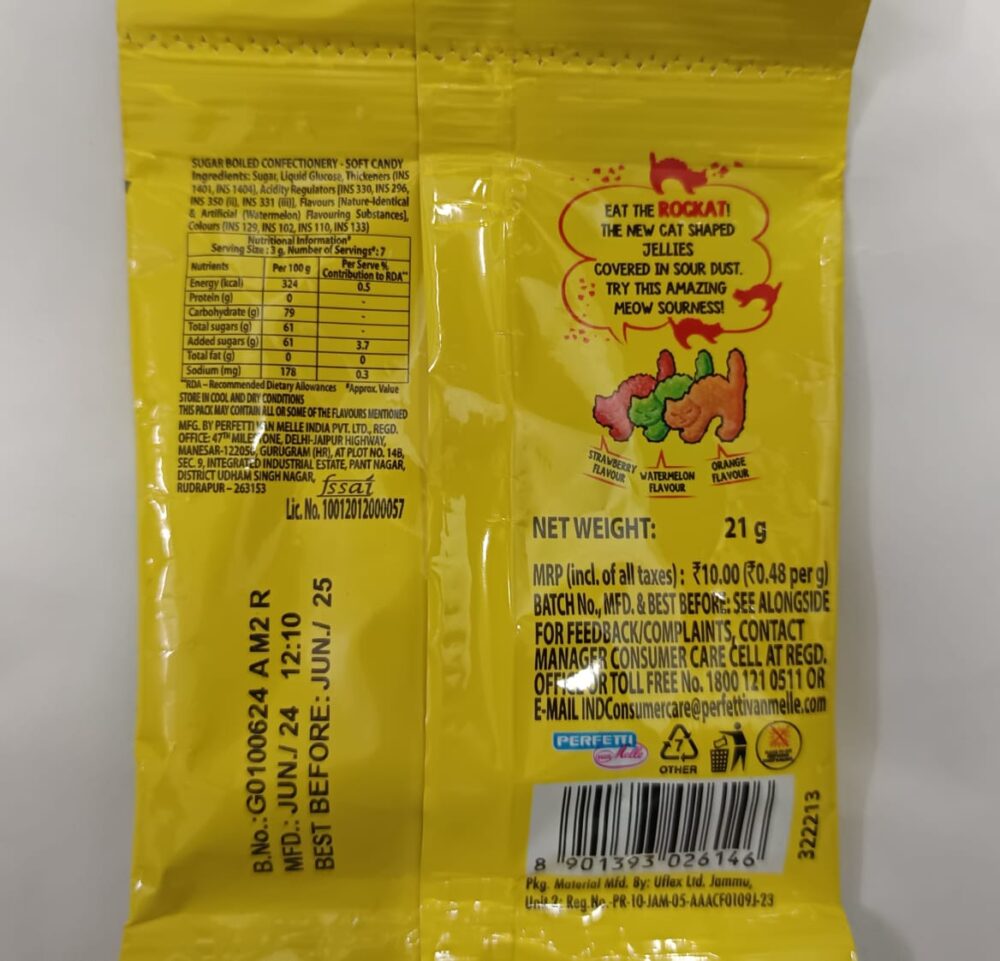 SUGAR BOILED CONFECTIONERY - SOFT CANDY
Ingredients: Sugar, Liquid Glucose, Thickeners (INS
1401, INS 1404), Acidity Regulators [INS 330, INS 296,
INS 350 (ii), INS 331 (iii)], Flavours [Nature-Identical
& Artificial (Watermelon) Flavouring Substances],
Colours (INS 129, INS 102, INS 110, INS 133)
Nutritional Information#
Serving Size : 3 g, Number of Servings#: 7
Nutrients Per 100 g Per Serve % Contribution to RDA**
Energy (kcal) 324 0.5
Protein (g) 0 -
Carbohydrate (g) 79 -
Total sugars (g) 61 -
Added sugars (g) 61 3.7
Total fat (g) 0 0
Sodium (mg) 178 0.3
**RDA – Recommended Dietary Allowances #Approx. Value
STORE IN COOL AND DRY CONDITIONS
THIS PACK MAY CONTAIN ALL OR SOME OF THE FLAVOURS MENTIONED
MFG. BY PERFETTI VAN MELLE INDIA PVT. LTD., REGD.
OFFICE: 47TH MILESTONE, DELHI-JAIPUR HIGHWAY,
MANESAR-122050, GURUGRAM (HR), AT PLOT NO. 14B,
SEC. 9, INTEGRATED INDUSTRIAL ESTATE, PANT NAGAR,
DISTRICT UDHAM SINGH NAGAR,
RUDRAPUR – 263153
fssai
Lic. No. 10012012000057
B.No.:G0100624 AM2 R
MFD.: JUN./ 24 12:10
BEST BEFORE: JUN./ 25
EAT THE ROCKAT!
THE NEW CAT SHAPED
JELLIES
COVERED IN SOUR DUST.
TRY THIS AMAZING
MEOW SOURNESS!
STRAWBERRY
FLAVOUR
WATERMELON
FLAVOUR
ORANGE
FLAVOUR
NET WEIGHT: 21 g
MRP (incl. of all taxes) : ₹10.00 (₹0.48 per g)
BATCH No., MFD. & BEST BEFORE: SEE ALONGSIDE
FOR FEEDBACK/COMPLAINTS, CONTACT
MANAGER CONSUMER CARE CELL AT REGD.
OFFICE OR TOLL FREE No. 1800 121 0511 OR
E-MAIL INDConsumercare@perfettivanmelle.com
PERFETTI
van Melle
7
OTHER
8 901393 026146
322213
Pkg. Material Mfd. By: Uflex Ltd. Jammu,
Unit 2: Reg.No.-PR-10-JAM-05-AAACF0109J-23